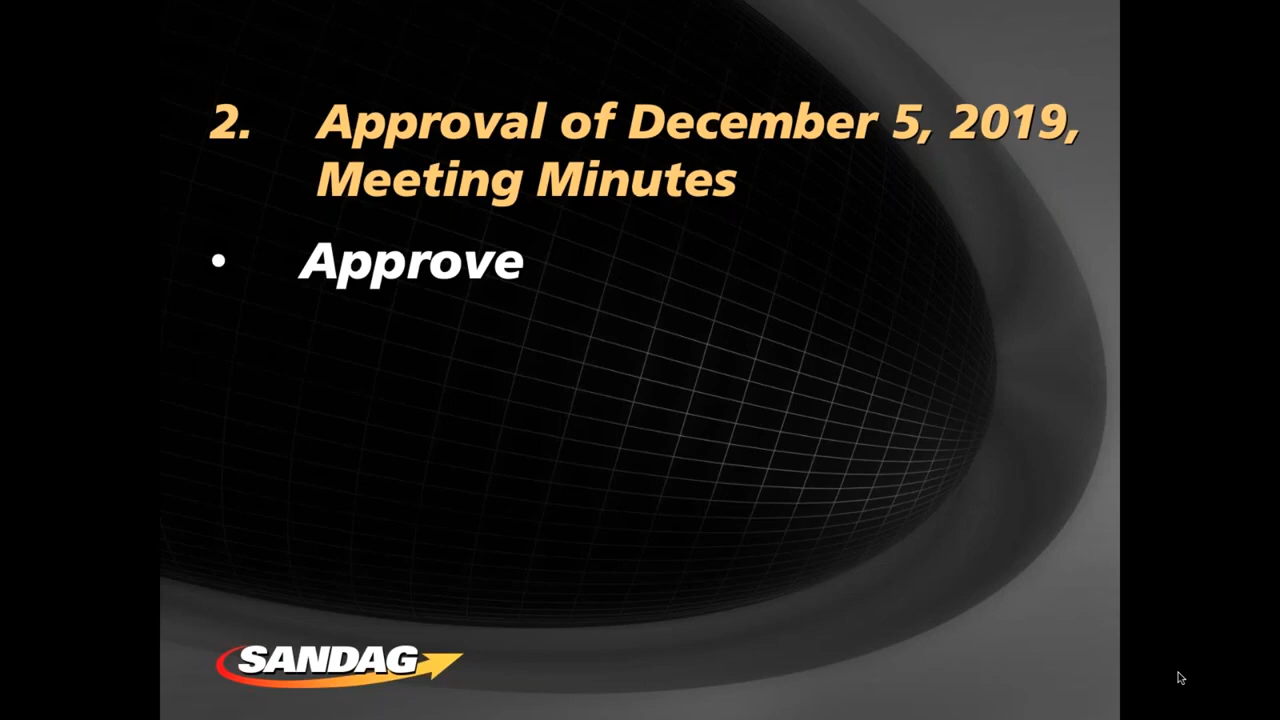 2. Approval of December 5, 2019,
Meeting Minutes
• Approve
SANDAG